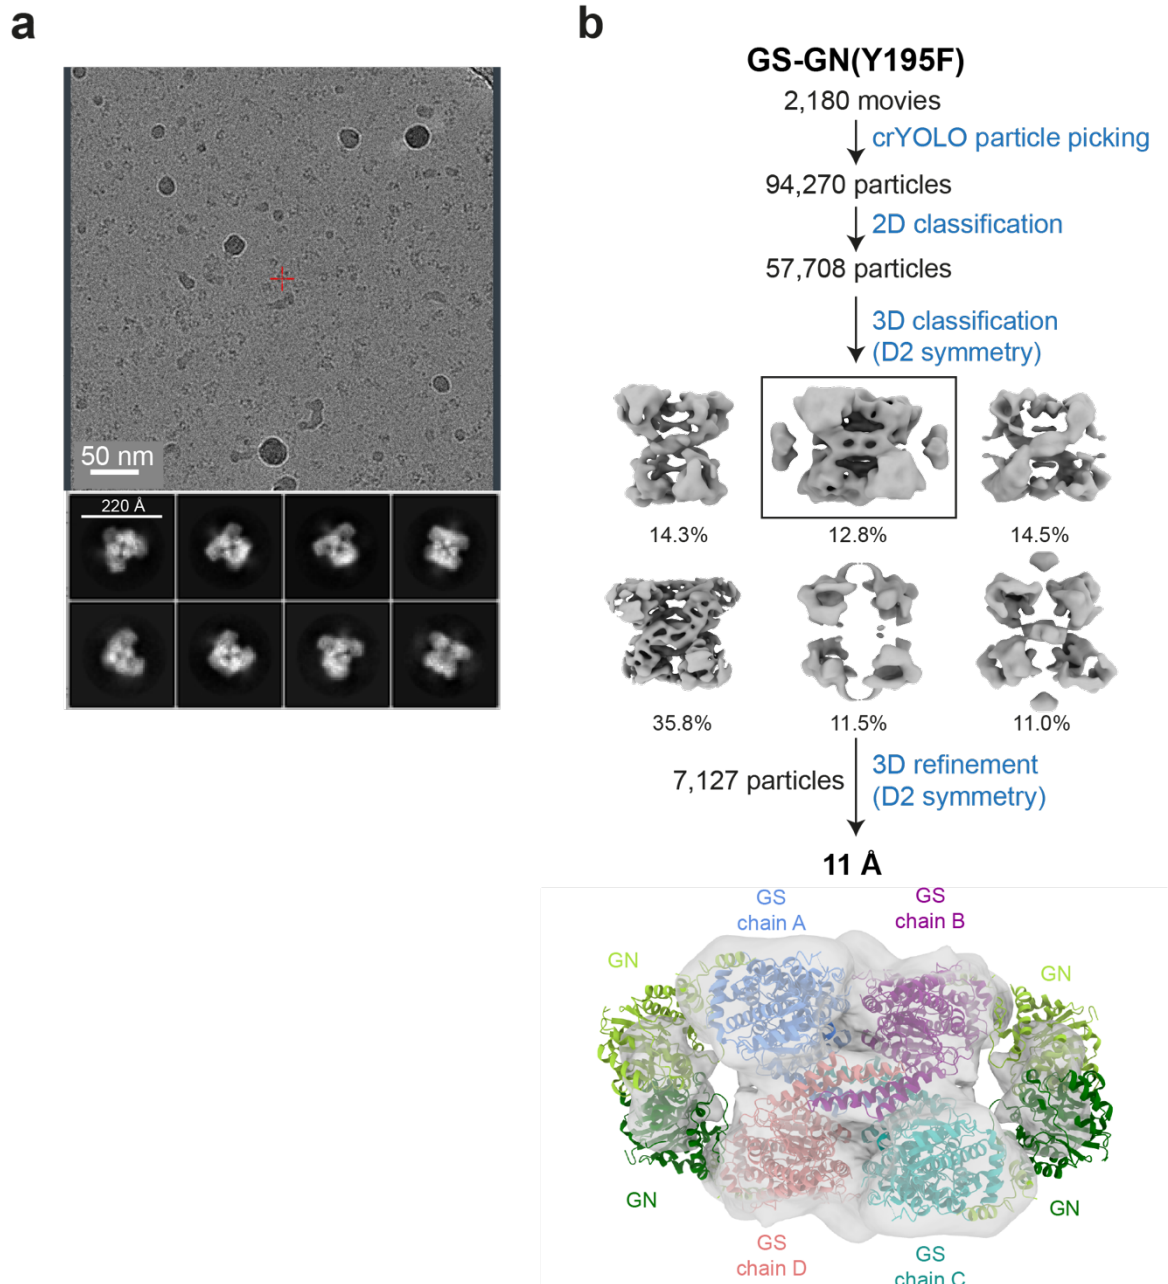 a
50 nm
220 Å
b
GS-GN(Y195F)
2,180 movies
crYOLO particle picking
94,270 particles
2D classification
57,708 particles
3D classification
(D2 symmetry)
14.3%
12.8%
14.5%
35.8%
11.5%
11.0%
7,127 particles
3D refinement
(D2 symmetry)
11 Å
GS
chain A
GS
chain B
GN
GN
GN
GN
GS
chain D
GS
chain C